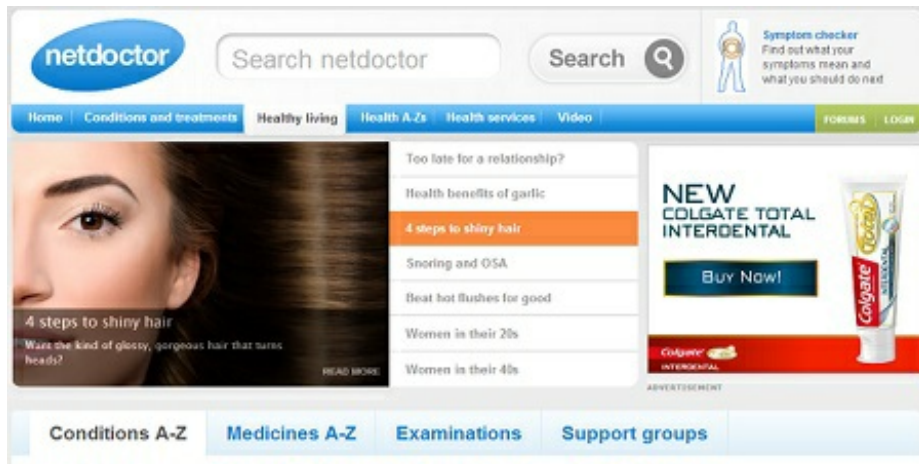 netdoctor
Search netdoctor
Search
Symptom checker
Find out what your
symptoms mean and
what you should do next
Home
Conditions and treatments
Healthy living
Health A-Zs
Health services
Video
FORUMS
LOGIN
4 steps to shiny hair
Want the kind of glossy, gorgeous hair that turns
heads?
READ MORE
Too late for a relationship?
Health benefits of garlic
4 steps to shiny hair
Snoring and OSA
Beat hot flushes for good
Women in their 20s
Women in their 40s
NEW
COLGATE TOTAL
INTERDENTAL
Buy Now!
Colgate
Total
INTERDENTAL
Colgate
INTERDENTAL
ADVERTISEMENT
Conditions A-Z
Medicines A-Z
Examinations
Support groups